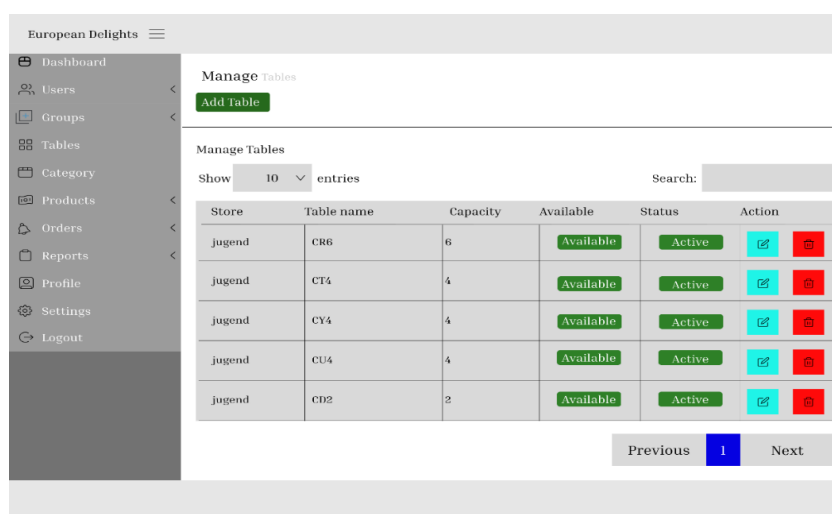 European Delights
Dashboard
Users
Groups
Tables
Category
Products
Orders
Reports
Profile
Settings
Logout
Manage Tables
Add Table
Manage Tables
Show 10 entries Search:
Store Table name Capacity Available Status Action
jugend CR6 6 Available Active
jugend CT4 4 Available Active
jugend CY4 4 Available Active
jugend CU4 4 Available Active
jugend CD2 2 Available Active
Previous 1 Next